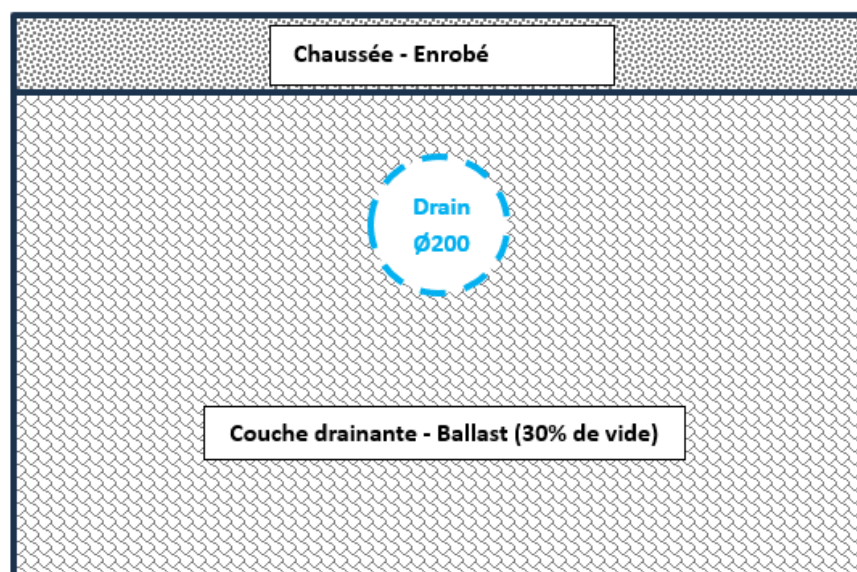 Chaussée - Enrobé
Drain
Ø200
Couche drainante - Ballast (30% de vide)